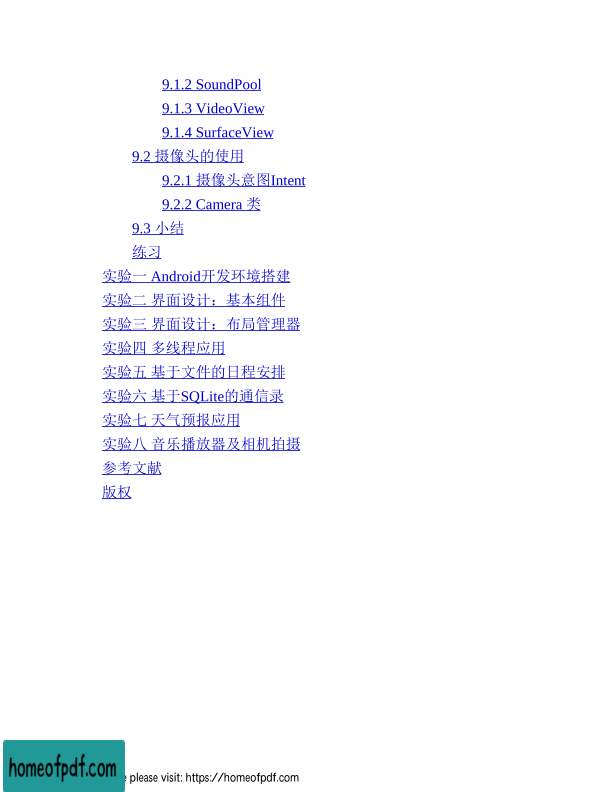 9.1.2 SoundPool
9.1.3 VideoView
9.1.4 SurfaceView
9.2 摄像头的使用
9.2.1 摄像头意图Intent
9.2.2 Camera 类
9.3 小结
练习
实验一 Android开发环境搭建
实验二 界面设计：基本组件
实验三 界面设计：布局管理器
实验四 多线程应用
实验五 基于文件的日程安排
实验六 基于SQLite的通信录
实验七 天气预报应用
实验八 音乐播放器及相机拍摄
参考文献
版权
homeofpdf.com
please visit: https://homeofpdf.com